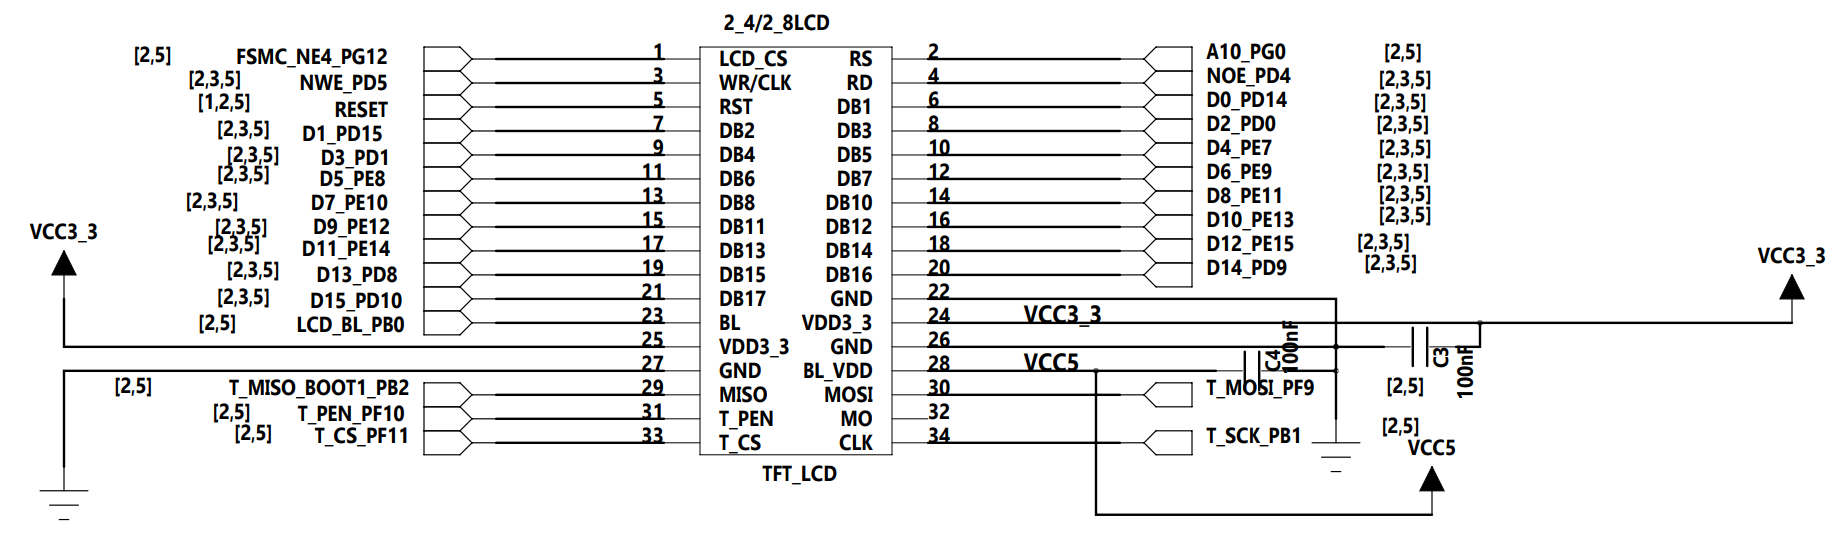 2_4/2_8LCD
[2,5] FSMC_NE4_PG12 1 LCD_CS RS 2 A10_PG0 [2,5]
[2,3,5] NWE_PD5 3 WR/CLK RD 4 NOE_PD4 [2,3,5]
[1,2,5] RESET 5 RST DB1 6 D0_PD14 [2,3,5]
[2,3,5] D1_PD15 7 DB2 DB3 8 D2_PD0 [2,3,5]
[2,3,5] D3_PD1 9 DB4 DB5 10 D4_PE7 [2,3,5]
[2,3,5] D5_PE8 11 DB6 DB7 12 D6_PE9 [2,3,5]
[2,3,5] D7_PE10 13 DB8 DB10 14 D8_PE11 [2,3,5]
[2,3,5] D9_PE12 15 DB11 DB12 16 D10_PE13 [2,3,5]
VCC3_3
[2,3,5] D11_PE14 17 DB13 DB14 18 D12_PE15 [2,3,5]
VCC3_3
[2,3,5] D13_PD8 19 DB15 DB16 20 D14_PD9 [2,3,5]
[2,3,5] D15_PD10 21 DB17 GND 22
[2,5] LCD_BL_PB0 23 BL VDD3_3 24 VCC3_3
25 VDD3_3 GND 26
C4 100nF
C3 100nF
27 GND BL_VDD 28 VCC5
[2,5] T_MISO_BOOT1_PB2 29 MISO MOSI 30 T_MOSI_PF9 [2,5]
[2,5] T_PEN_PF10 31 T_PEN MO 32
[2,5] T_CS_PF11 33 T_CS CLK 34 T_SCK_PB1 [2,5]
VCC5
TFT_LCD